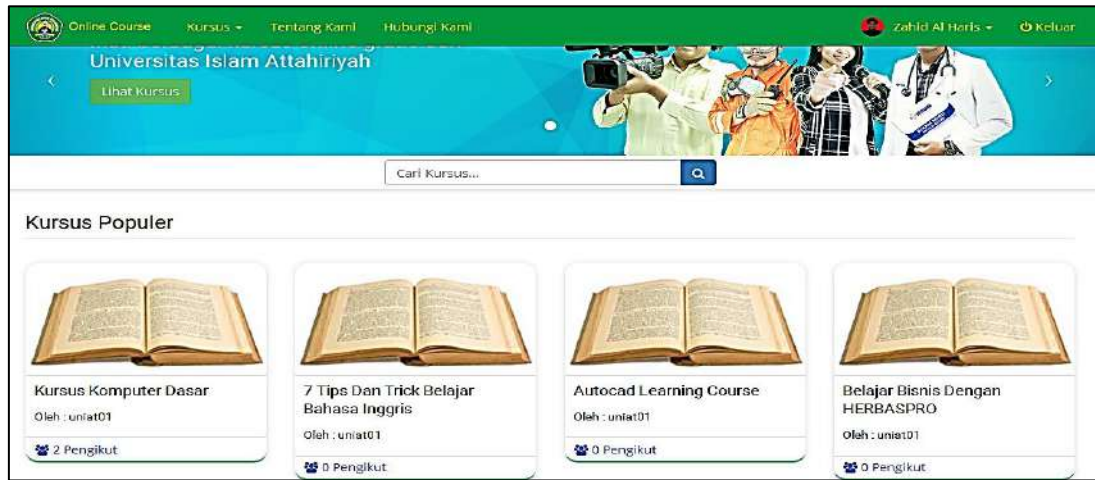 Online Course Kursus Tentang Kami Hubungi Kami Zahid Al Haris Keluar
Universitas Islam Attahiriyah
Lihat Kursus
Cari Kursus...
Kursus Populer
Kursus Komputer Dasar
Oleh : uniat01
2 Pengikut
7 Tips Dan Trick Belajar
Bahasa Inggris
Oleh : uniat01
0 Pengikut
Autocad Learning Course
Oleh : uniat01
0 Pengikut
Belajar Bisnis Dengan
HERBASPRO
Oleh : uniat01
0 Pengikut